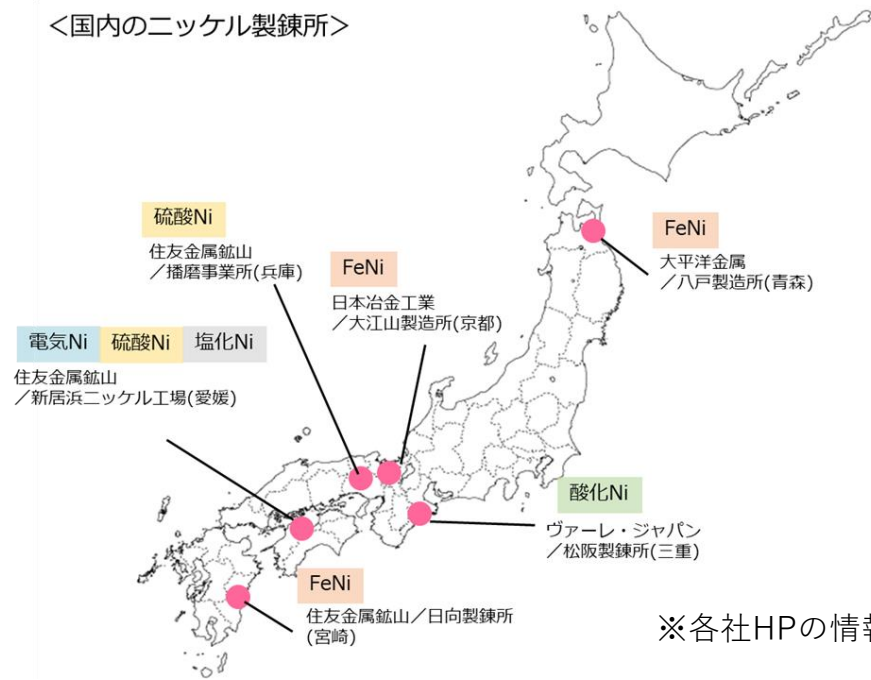 <国内のニッケル製錬所>
硫酸Ni
住友金属鉱山
/播磨事業所(兵庫)
FeNi
日本冶金工業
/大江山製造所(京都)
FeNi
大平洋金属
/八戸製造所(青森)
電気Ni 硫酸Ni 塩化Ni
住友金属鉱山
/新居浜ニッケル工場(愛媛)
酸化Ni
ヴァーレ・ジャパン
/松阪製錬所(三重)
FeNi
住友金属鉱山/日向製錬所
(宮崎)
※各社HPの情報